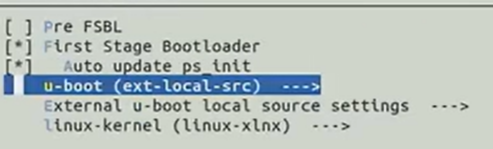 [ ] Pre FSBL
[*] First Stage Bootloader
[*]   Auto update ps_init
u-boot (ext-local-src)  --->
External u-boot local source settings  --->
linux-kernel (linux-xlnx)  --->